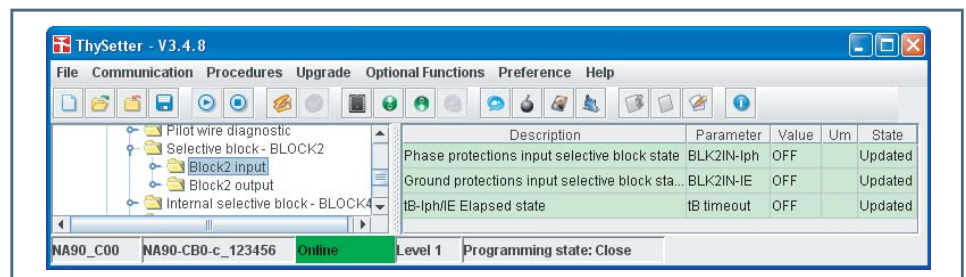 ThySetter - V3.4.8
File Communication Procedures Upgrade Optional Functions Preference Help
Pilot wire diagnostic
Selective block - BLOCK2
Block2 input
Block2 output
Internal selective block - BLOCK4
Description Parameter Value Um State
Phase protections input selective block state BLK2IN-Iph OFF Updated
Ground protections input selective block sta... BLK2IN-IE OFF Updated
tB-Iph/IE Elapsed state tB timeout OFF Updated
NA90_C00 NA90-CB0-c_123456 Online Level 1 Programming state: Close